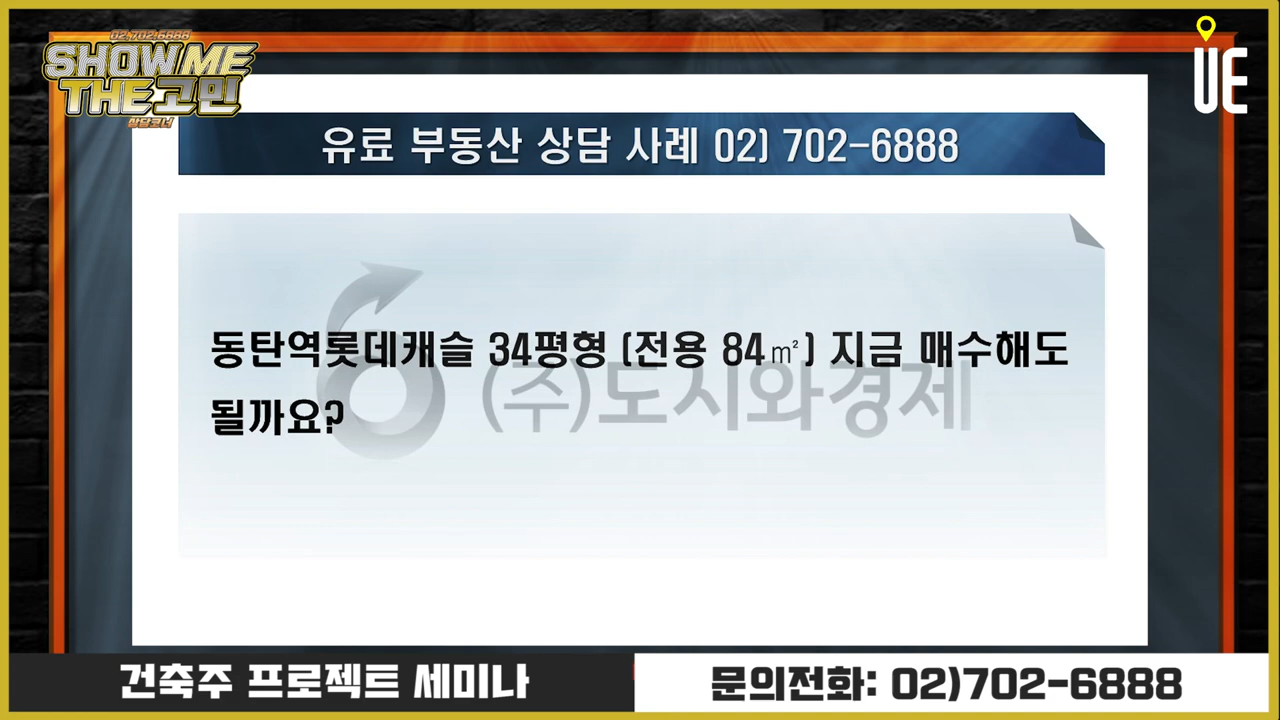 02.702.6888
SHOW ME
THE 고민
상담코너
UE
유료 부동산 상담 사례 02) 702-6888
동탄역롯데캐슬 34평형 (전용 84㎡) 지금 매수해도
될까요?
(주)도시와경제
건축주 프로젝트 세미나
문의전화: 02)702-6888